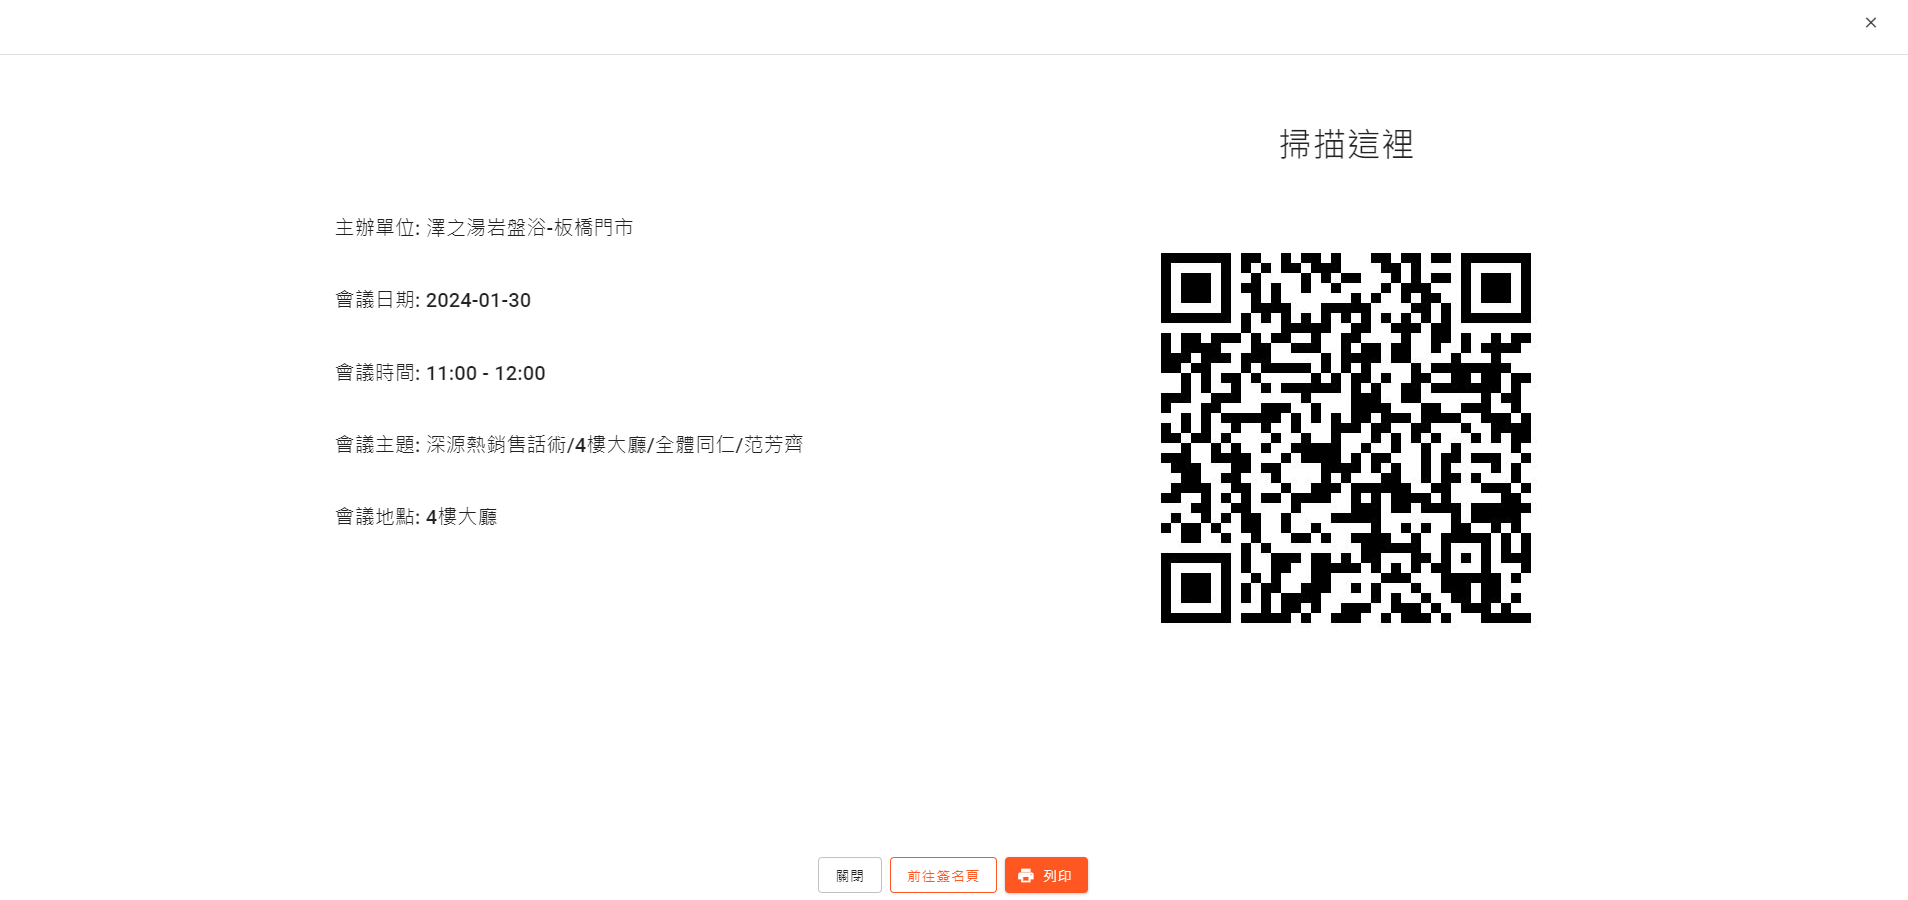 掃描這裡
主辦單位: 澤之湯岩盤浴-板橋門市
會議日期: 2024-01-30
會議時間: 11:00 - 12:00
會議主題: 深源熱銷售話術/4樓大廳/全體同仁/范芳齊
會議地點: 4樓大廳
關閉
前往簽名頁
列印